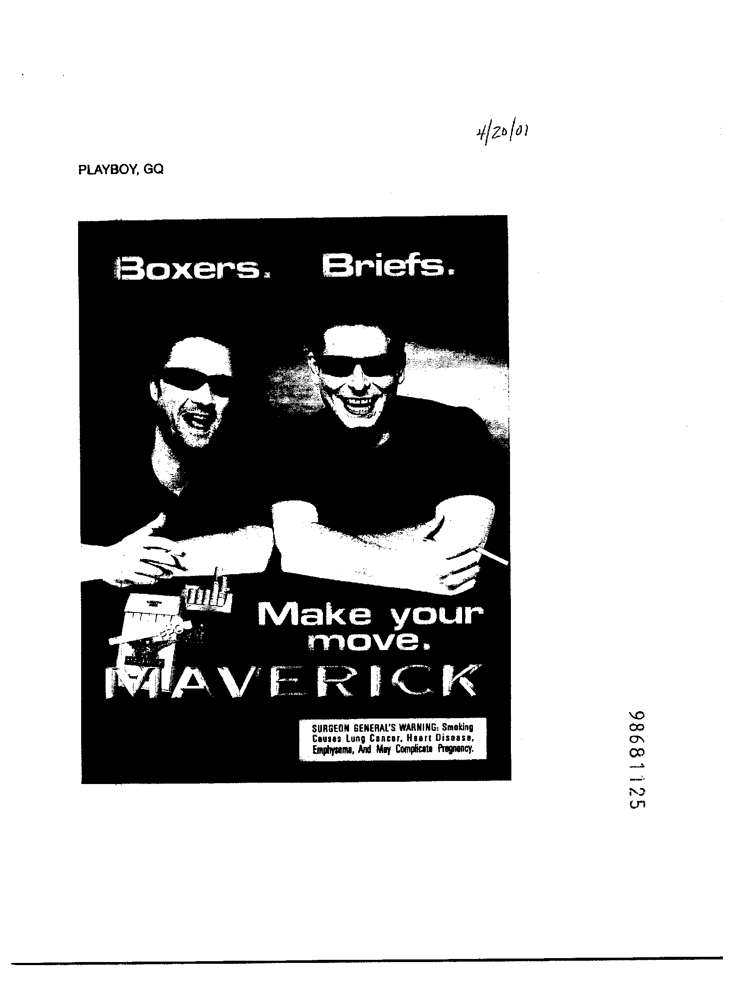 4/20/01
PLAYBOY, GQ
Boxers. Briefs.
Make your
move.
MAVERICK
SURGEON GENERAL'S WARNING: Smoking
Causes Lung Cancer, Heart Disease,
Emphysema, And May Complicate Pregnancy.
98681125